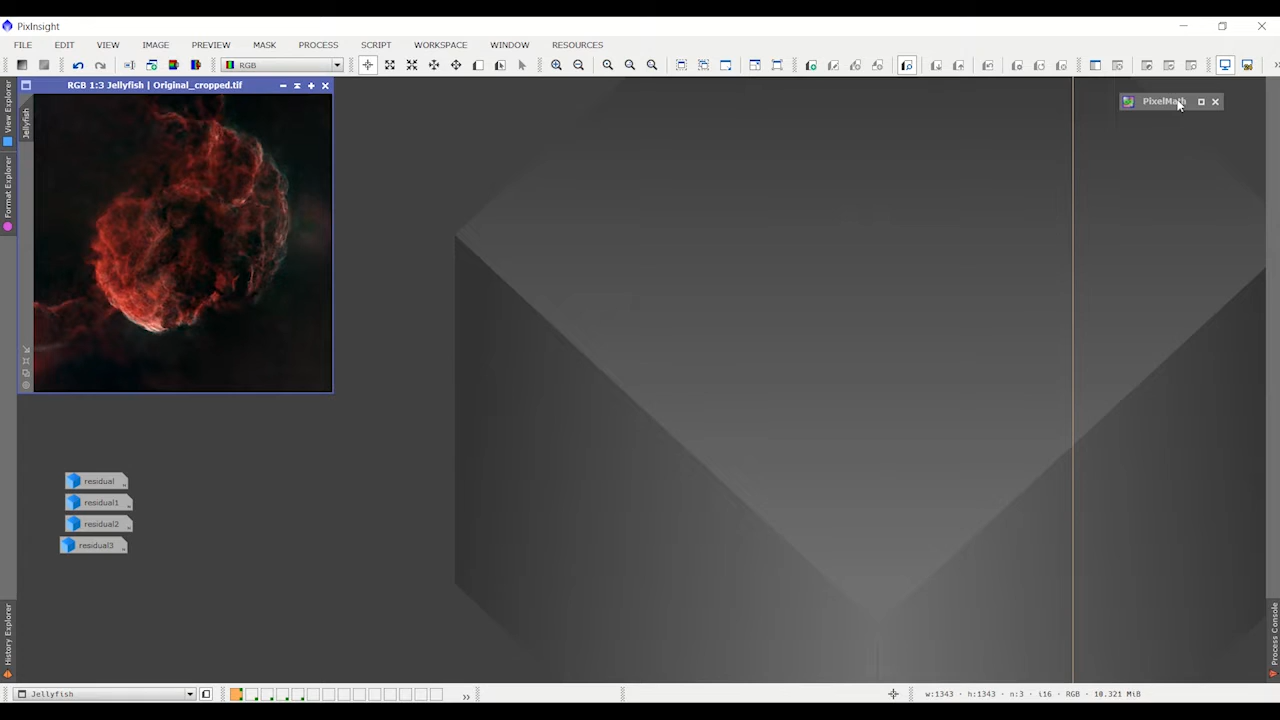 PixInsight
FILE EDIT VIEW IMAGE PREVIEW MASK PROCESS SCRIPT WORKSPACE WINDOW RESOURCES
RGB
View Explorer
Format Explorer
History Explorer
Process Console
RGB 1:3 Jellyfish | Original_cropped.tif
Jellyfish
PixelMath
residual
residual1
residual2
residual3
Jellyfish
w:1343 · h:1343 · n:3 · i16 · RGB · 10.321 MiB